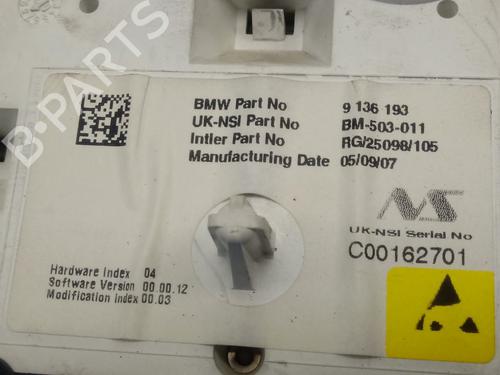 BMW Part No 9 136 193
UK-NSI Part No BM-503-011
Intier Part No RG/25098/105
Manufacturing Date 05/09/07
NS
UK-NSI Serial No
C00162701
Hardware Index 04
Software Version 00.00.12
Modification Index 00.03
B-PARTS